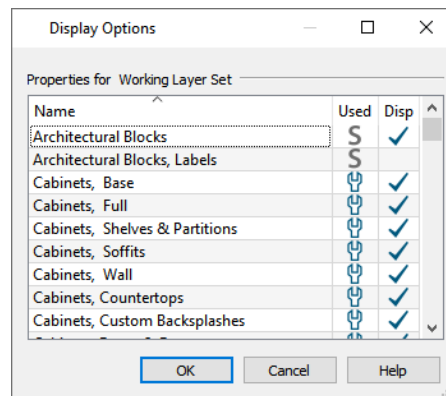 Display Options
Properties for Working Layer Set
Name Used Disp
Architectural Blocks S
Architectural Blocks, Labels S
Cabinets, Base
Cabinets, Full
Cabinets, Shelves & Partitions
Cabinets, Soffits
Cabinets, Wall
Cabinets, Countertops
Cabinets, Custom Backsplashes
OK Cancel Help